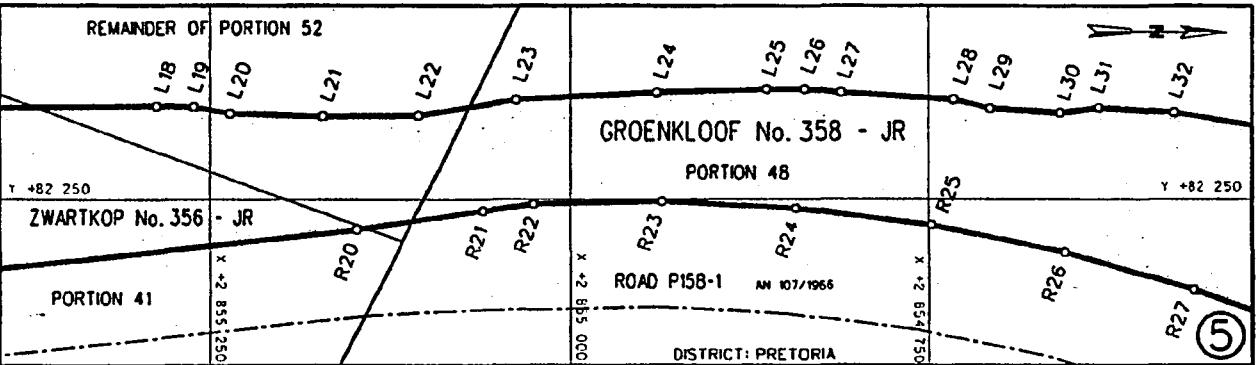 REMAINDER OF PORTION 52
N
L18
L19
L20
L21
L22
L23
L24
L25
L26
L27
L28
L29
L30
L31
L32
GROENKLOOF No. 358 - JR
PORTION 48
Y +82 250
Y +82 250
ZWARTKOP No. 356 - JR
R20
R21
R22
R23
R24
R25
R26
R27
PORTION 41
X +2 855 250
X +2 855 000
X +2 854 750
ROAD P158-1 AN 107/1966
DISTRICT: PRETORIA
5